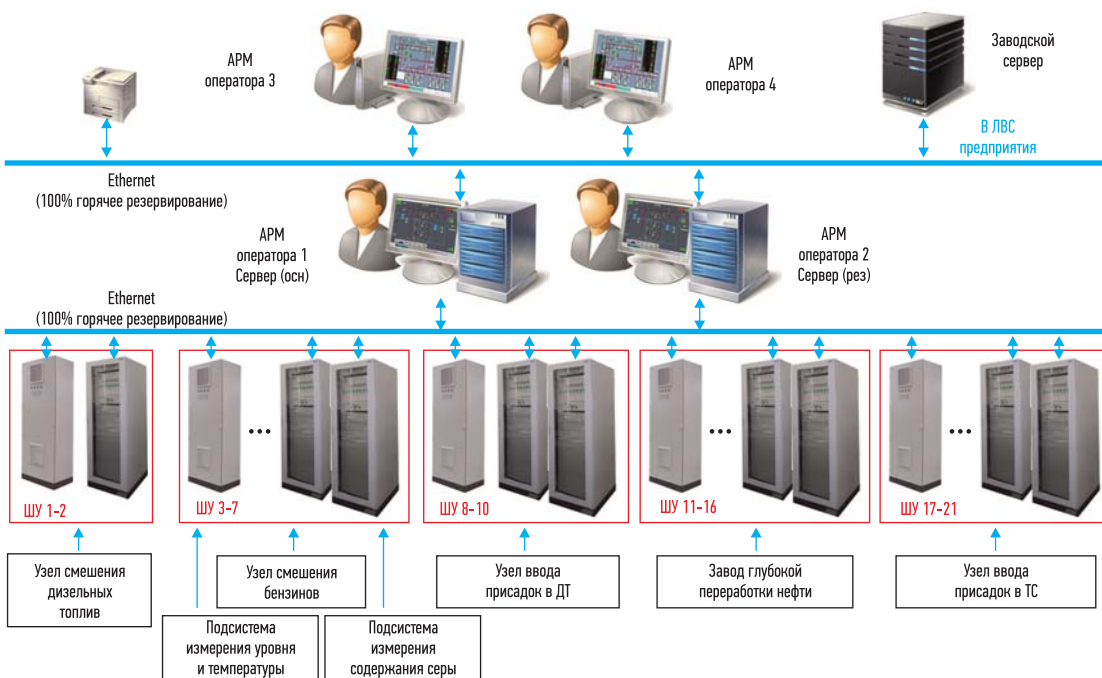 АРМ
оператора 3
АРМ
оператора 4
Заводской
сервер
В ЛВС
предприятия
Ethernet
(100% горячее резервирование)
АРМ
оператора 1
Сервер (осн)
АРМ
оператора 2
Сервер (рез)
Ethernet
(100% горячее резервирование)
ШУ 1-2
ШУ 3-7
ШУ 8-10
ШУ 11-16
ШУ 17-21
Узел смешения
дизельных
топлив
Узел смешения
бензинов
Узел ввода
присадок в ДТ
Завод глубокой
переработки нефти
Узел ввода
присадок в ТС
Подсистема
измерения уровня
и температуры
Подсистема
измерения
содержания серы